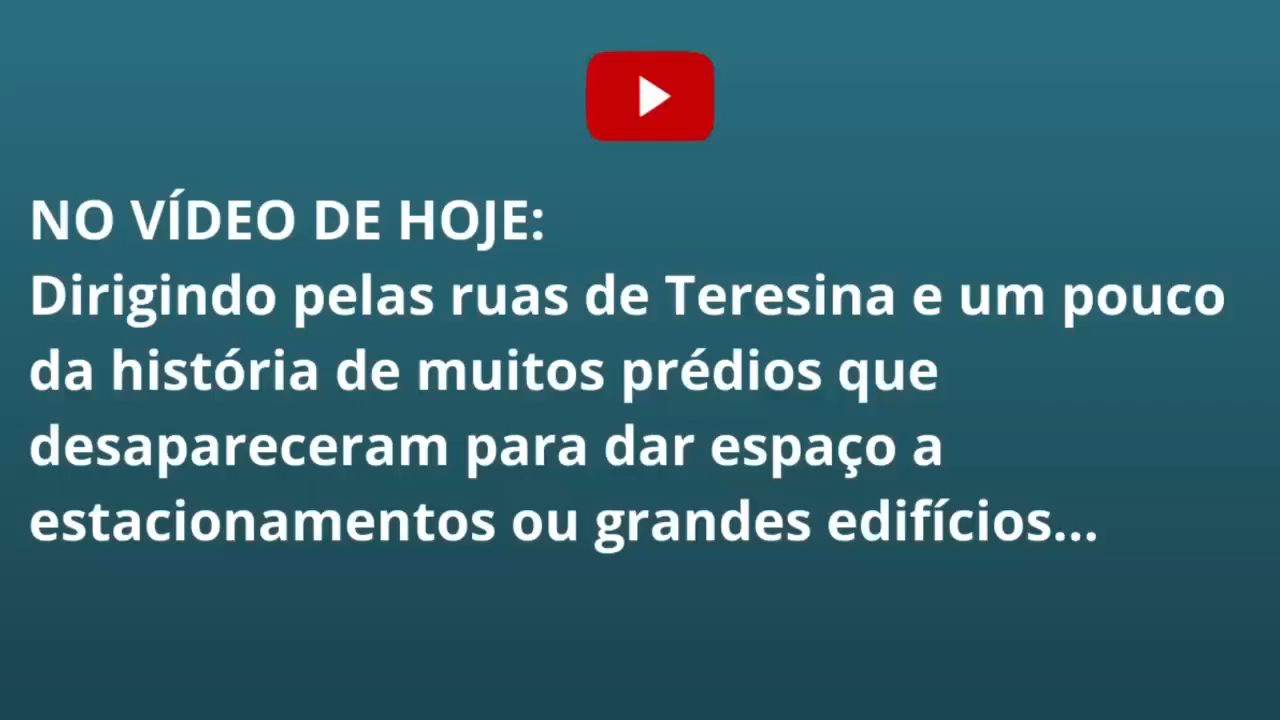 NO VÍDEO DE HOJE:
Dirigindo pelas ruas de Teresina e um pouco
da história de muitos prédios que
desapareceram para dar espaço a
estacionamentos ou grandes edifícios...